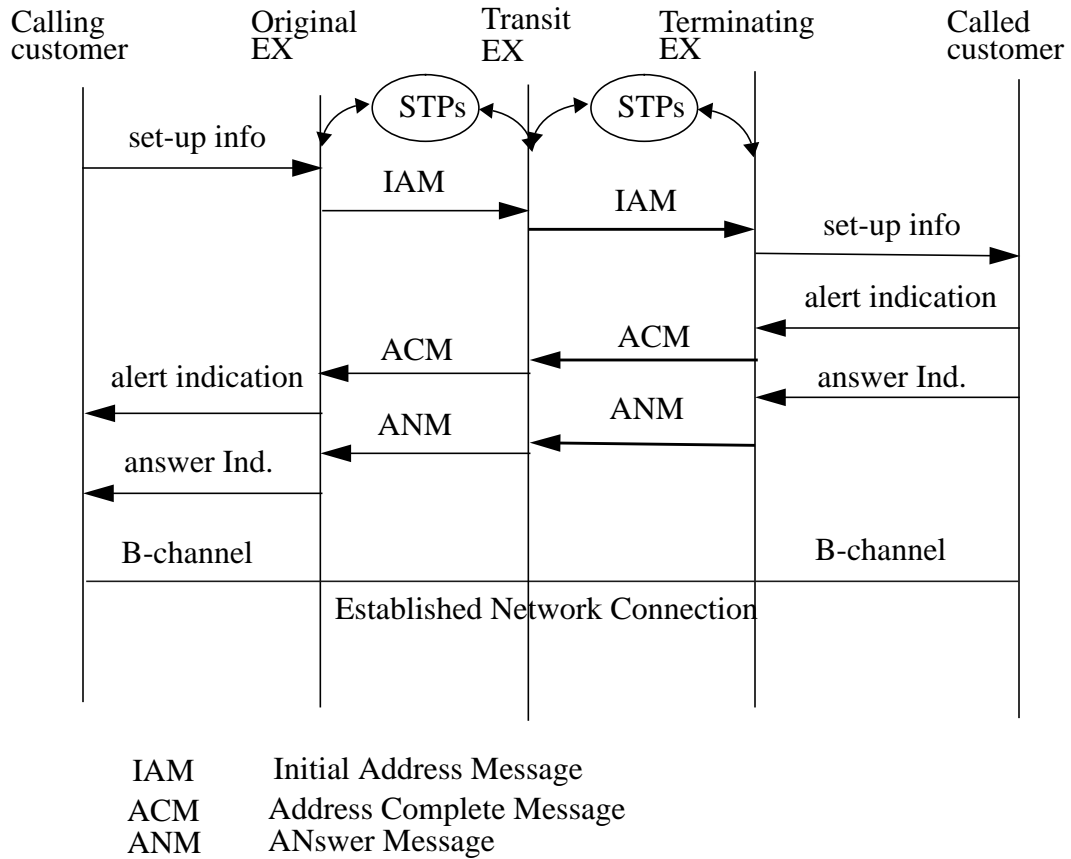 Calling customer
Original EX
Transit EX
Terminating EX
Called customer
STPs
STPs
set-up info
IAM
IAM
set-up info
alert indication
ACM
ACM
alert indication
answer Ind.
ANM
ANM
answer Ind.
B-channel
B-channel
Established Network Connection
IAM Initial Address Message
ACM Address Complete Message
ANM ANswer Message